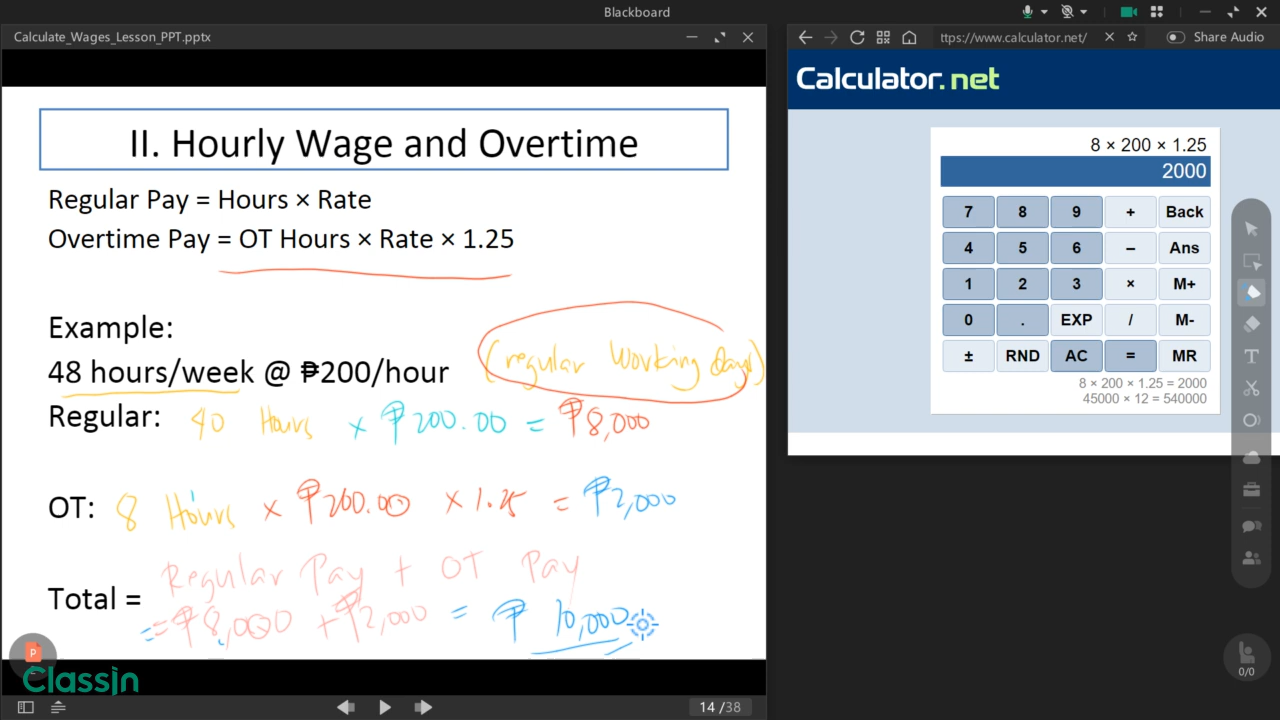 Blackboard
Calculate_Wages_Lesson_PPT.pptx
II. Hourly Wage and Overtime
Regular Pay = Hours × Rate
Overtime Pay = OT Hours × Rate × 1.25
Example:
48 hours/week @ ₱200/hour
(regular working days)
Regular: 40 Hours × ₱200.00 = ₱8,000
OT: 8 Hours × ₱200.00 × 1.25 = ₱2,000
Regular Pay + OT Pay
Total =
= = ₱8,000 + ₱2,000 = ₱ 10,000
P
ClassIn
14 /38
ttps://www.calculator.net/
Share Audio
Calculator.net
8 × 200 × 1.25
2000
7 8 9 + Back
4 5 6 – Ans
1 2 3 × M+
0 . EXP / M-
± RND AC = MR
8 × 200 × 1.25 = 2000
45000 × 12 = 540000
T
0/0